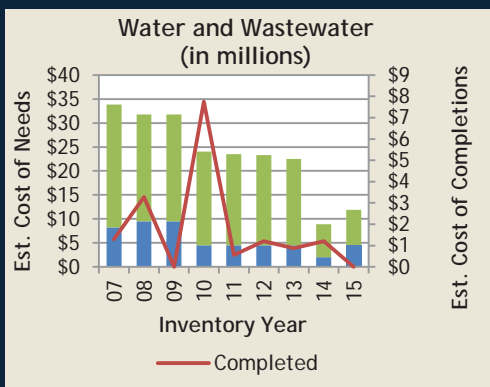 Water and Wastewater
(in millions)
Est. Cost of Needs
$40
$35
$30
$25
$20
$15
$10
$5
$0
$9
$8
$7
$6
$5
$4
$3
$2
$1
$0
Est. Cost of Completions
07 08 09 10 11 12 13 14 15
Inventory Year
Completed